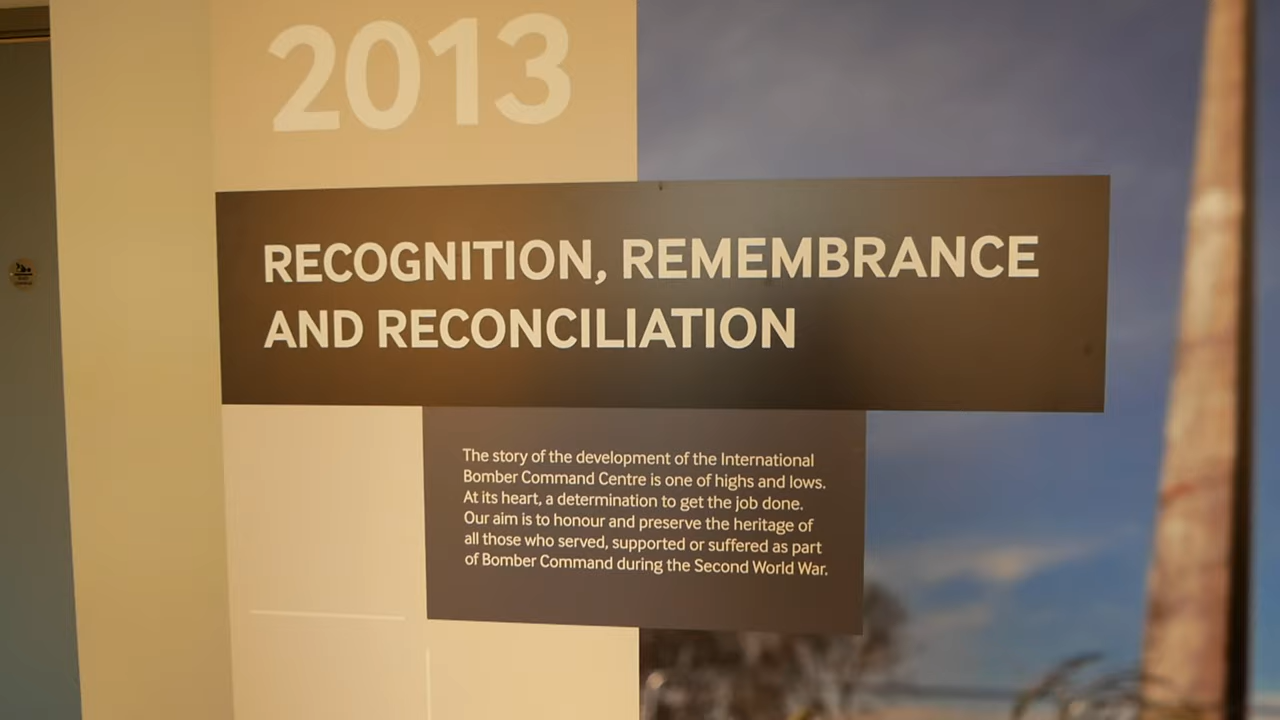 2013
RECOGNITION, REMEMBRANCE
AND RECONCILIATION
The story of the development of the International
Bomber Command Centre is one of highs and lows.
At its heart, a determination to get the job done.
Our aim is to honour and preserve the heritage of
all those who served, supported or suffered as part
of Bomber Command during the Second World War.